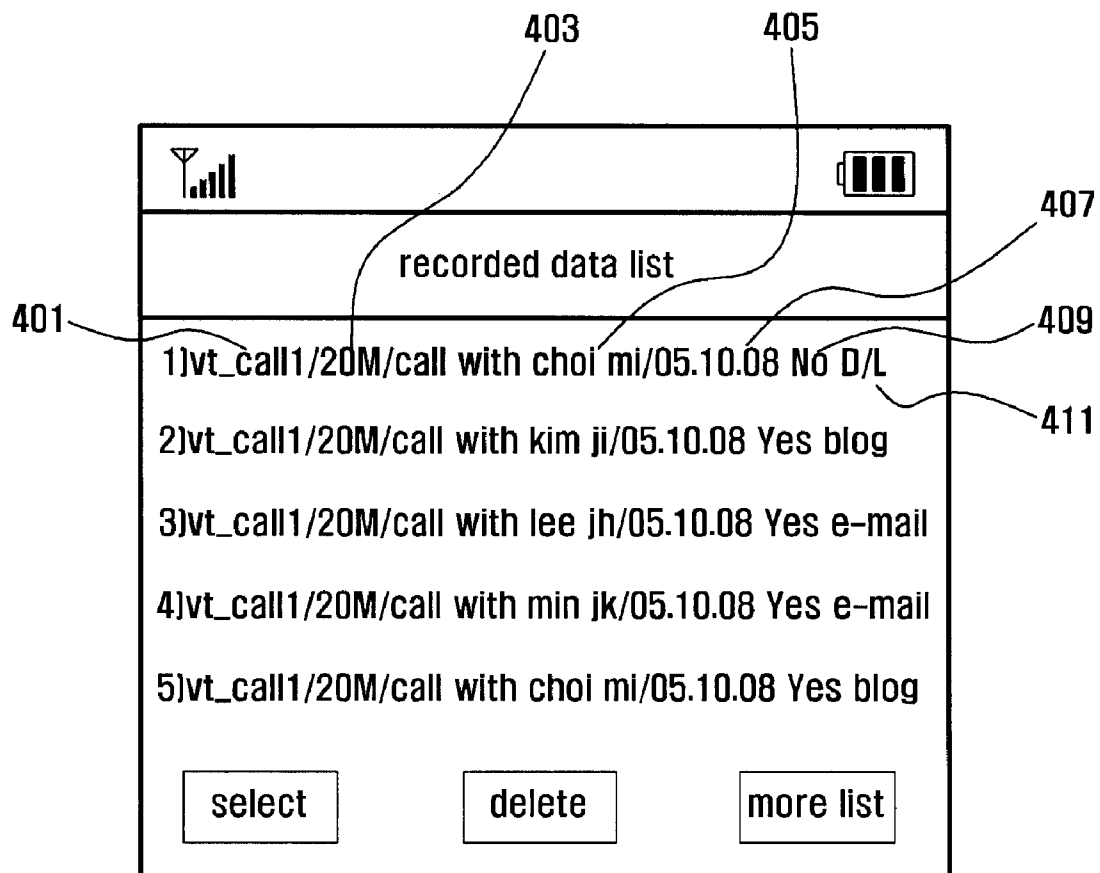 403 405
407
recorded data list
401 409
1)vt_call1/20M/call with choi mi/05.10.08 No D/L
411
2)vt_call1/20M/call with kim ji/05.10.08 Yes blog
3)vt_call1/20M/call with lee jh/05.10.08 Yes e-mail
4)vt_call1/20M/call with min jk/05.10.08 Yes e-mail
5)vt_call1/20M/call with choi mi/05.10.08 Yes blog
select delete more list